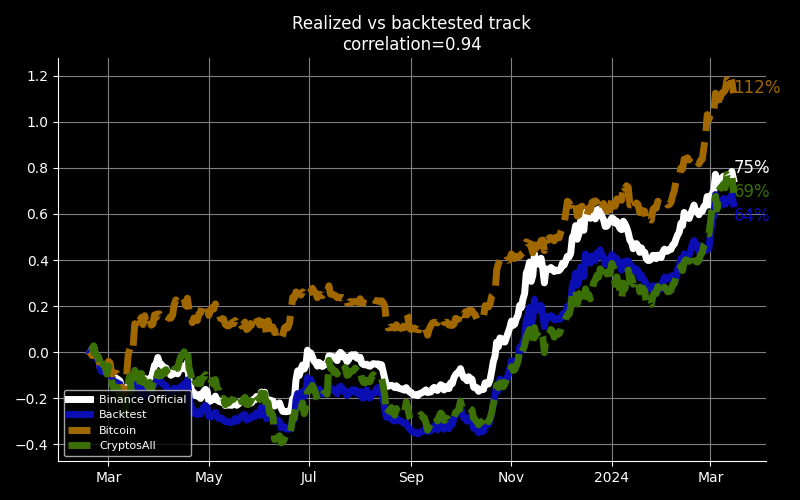 Realized vs backtested track
correlation=0.94
1.2
1.0
0.8
0.6
0.4
0.2
0.0
−0.2
−0.4
112%
75%
69%
64%
Binance Official
Backtest
Bitcoin
CryptosAll
Mar
May
Jul
Sep
Nov
2024
Mar